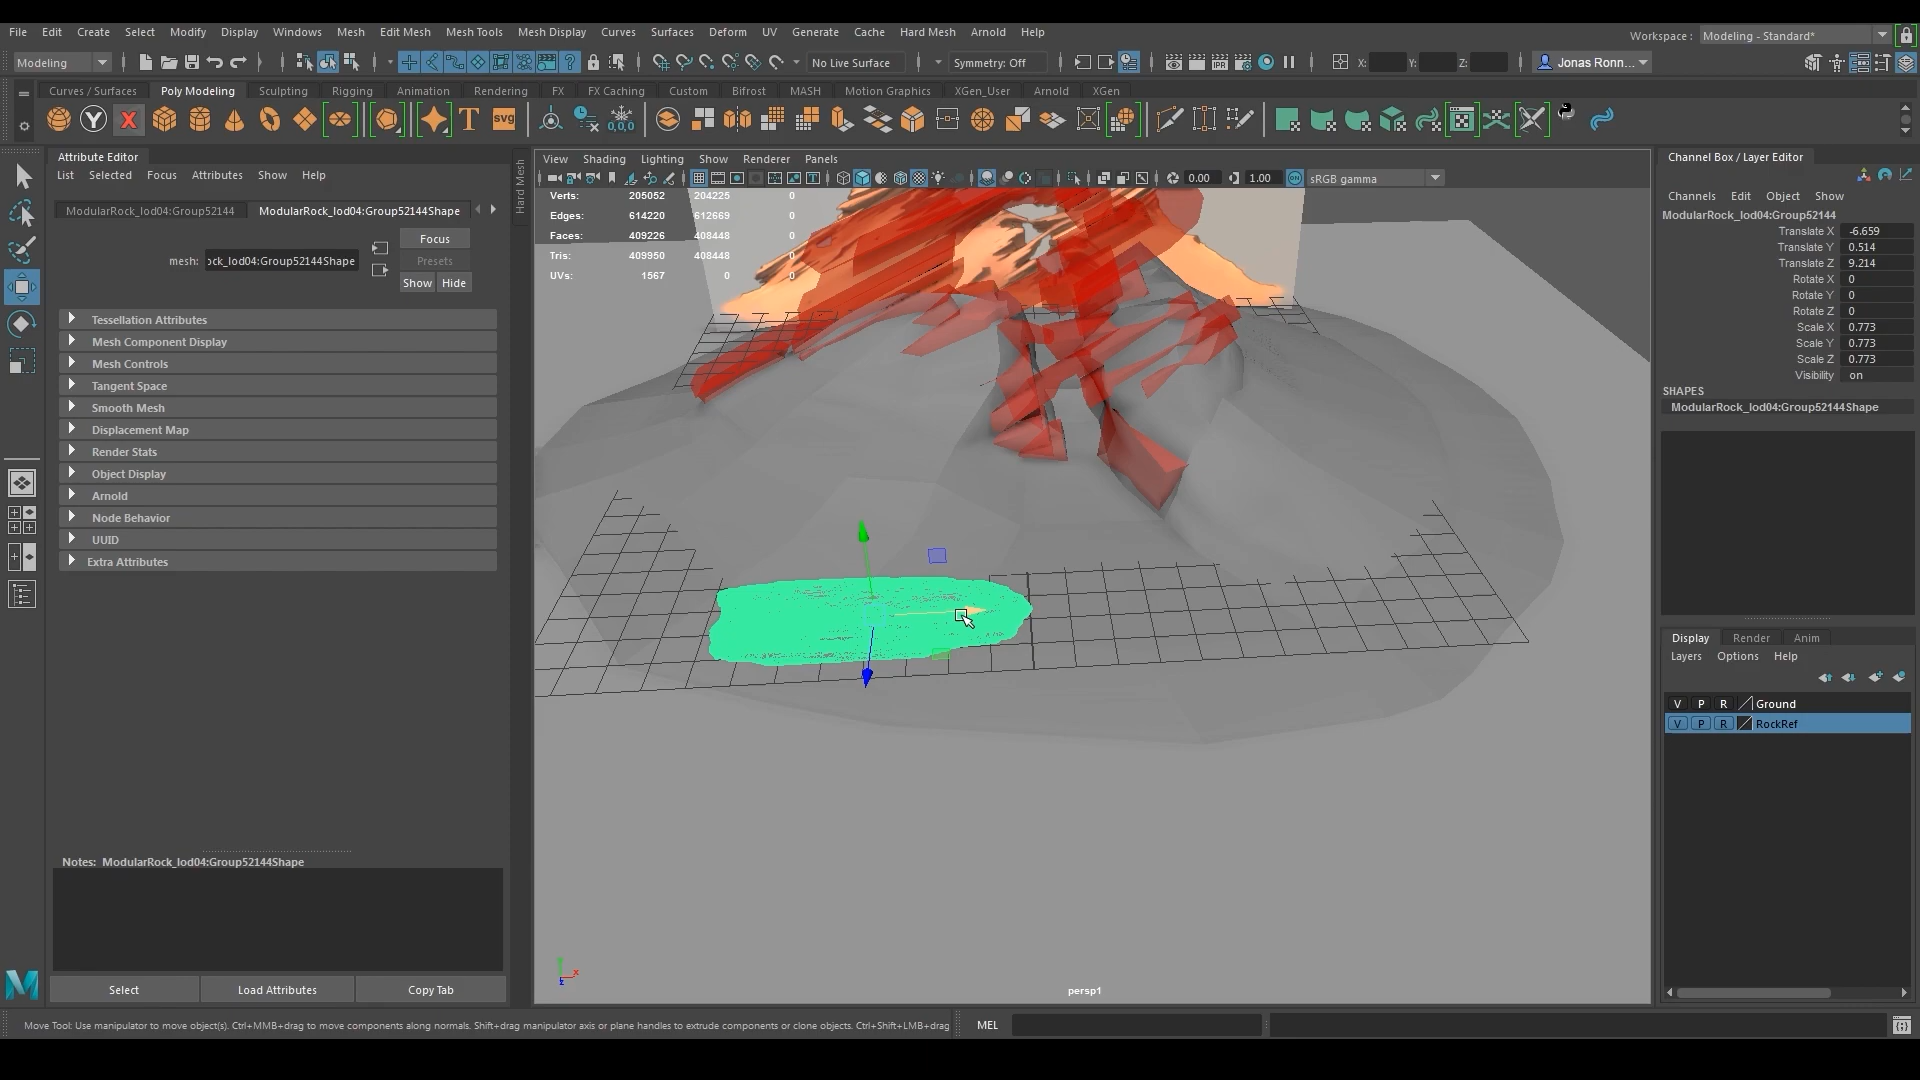 File Edit Create Select Modify Display Windows Mesh Edit Mesh Mesh Tools Mesh Display Curves Surfaces Deform UV Generate Cache Hard Mesh Arnold Help
Workspace : Modeling - Standard*
Modeling No Live Surface Symmetry: Off X: Y: Z: Jonas Ronn...
Curves / Surfaces Poly Modeling Sculpting Rigging Animation Rendering FX FX Caching Custom Bifrost MASH Motion Graphics XGen_User Arnold XGen
T svg 0,0,0
Attribute Editor
List Selected Focus Attributes Show Help
ModularRock_lod04:Group52144 ModularRock_lod04:Group52144Shape
Focus
mesh: ock_lod04:Group52144Shape
Presets
Show Hide
Tessellation Attributes
Mesh Component Display
Mesh Controls
Tangent Space
Smooth Mesh
Displacement Map
Render Stats
Object Display
Arnold
Node Behavior
UUID
Extra Attributes
Notes: ModularRock_lod04:Group52144Shape
Select Load Attributes Copy Tab
Hard Mesh
View Shading Lighting Show Renderer Panels
0.00 1.00 sRGB gamma
Verts: 205052 204225 0
Edges: 614220 612669 0
Faces: 409226 408448 0
Tris: 409950 408448 0
UVs: 1567 0 0
persp1
Channel Box / Layer Editor
Channels Edit Object Show
ModularRock_lod04:Group52144
Translate X -6.659
Translate Y 0.514
Translate Z 9.214
Rotate X 0
Rotate Y 0
Rotate Z 0
Scale X 0.773
Scale Y 0.773
Scale Z 0.773
Visibility on
SHAPES
ModularRock_lod04:Group52144Shape
Display Render Anim
Layers Options Help
V P R Ground
V P R RockRef
Move Tool: Use manipulator to move object(s). Ctrl+MMB+drag to move components along normals. Shift+drag manipulator axis or plane handles to extrude components or clone objects. Ctrl+Shift+LMB+drag
MEL